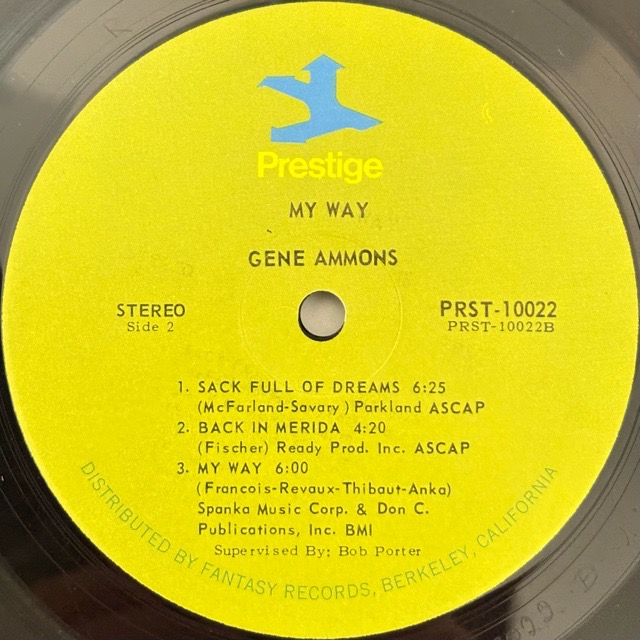 Prestige
MY WAY
GENE AMMONS
STEREO
Side 2
PRST-10022
PRST-10022B
1. SACK FULL OF DREAMS 6:25
(McFarland-Savary) Parkland ASCAP
2. BACK IN MERIDA 4:20
(Fischer) Ready Prod. Inc. ASCAP
3. MY WAY 6:00
(Francois-Revaux-Thibaut-Anka)
Spanka Music Corp. & Don C.
Publications, Inc. BMI
Supervised By: Bob Porter
DISTRIBUTED BY FANTASY RECORDS, BERKELEY, CALIFORNIA